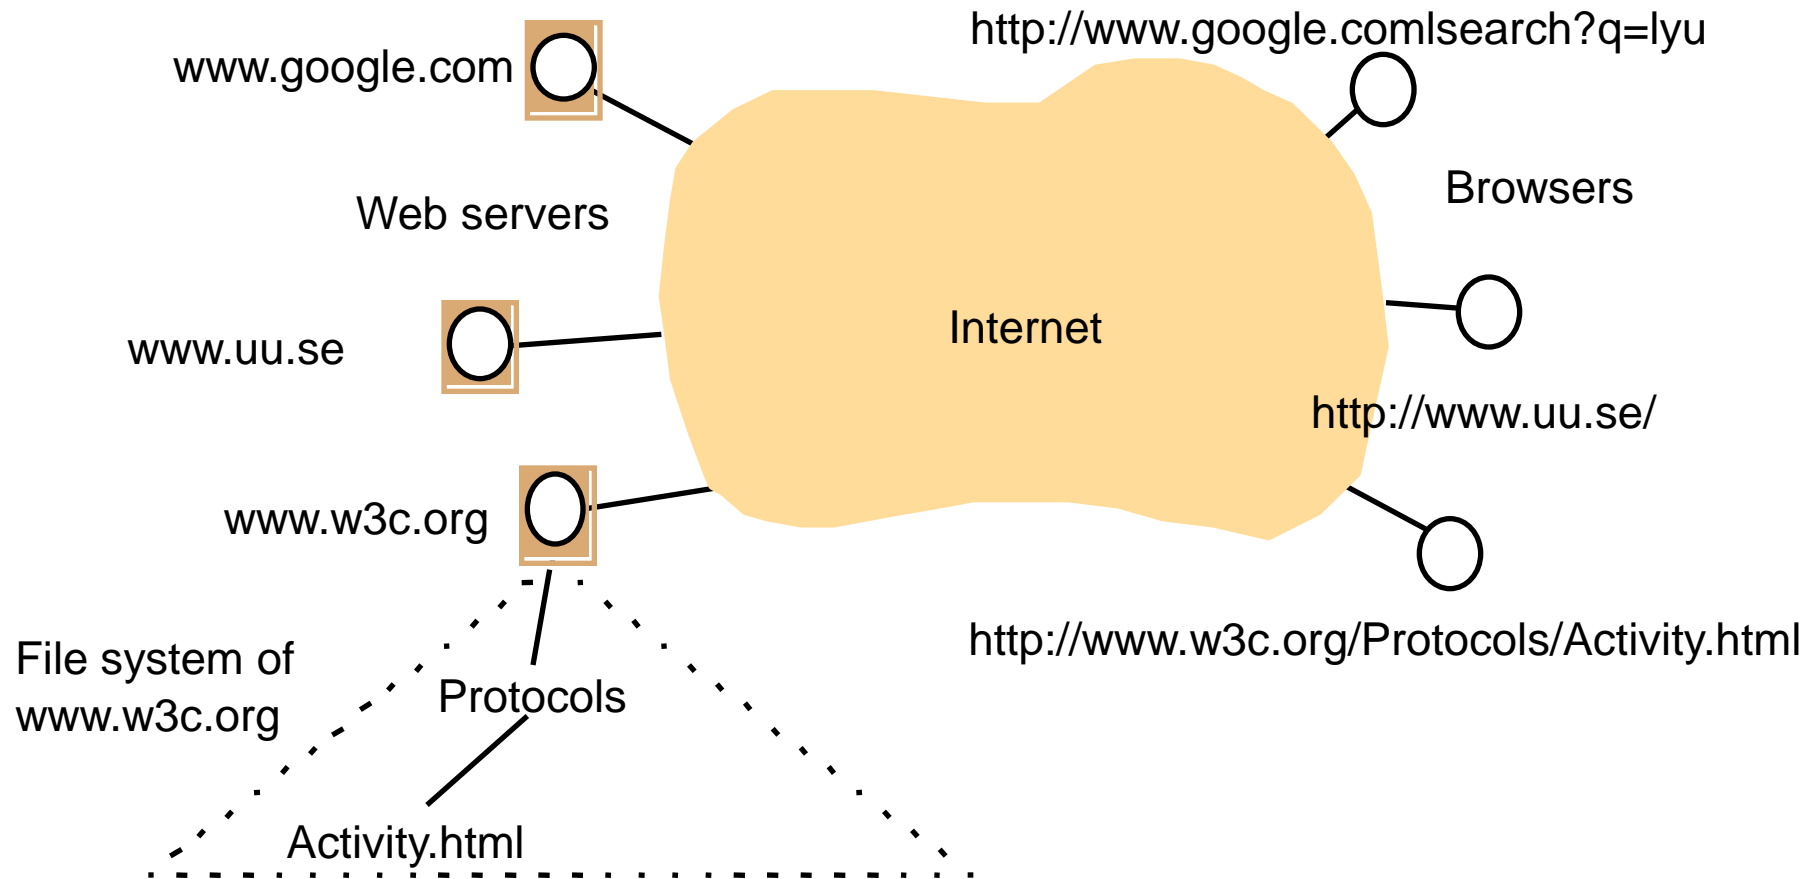 http://www.google.comlsearch?q=lyu
www.google.com
Browsers
Web servers
Internet
www.uu.se
http://www.uu.se/
www.w3c.org
http://www.w3c.org/Protocols/Activity.html
File system of
www.w3c.org
Protocols
Activity.html